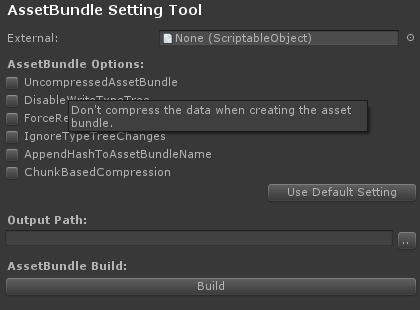 AssetBundle Setting Tool
External: None (ScriptableObject)
AssetBundle Options:
UncompressedAssetBundle
DisableWriteTypeTree
Don't compress the data when creating the asset
bundle.
ForceRe
IgnoreTypeTreeChanges
AppendHashToAssetBundleName
ChunkBasedCompression
Use Default Setting
Output Path:
..
AssetBundle Build:
Build